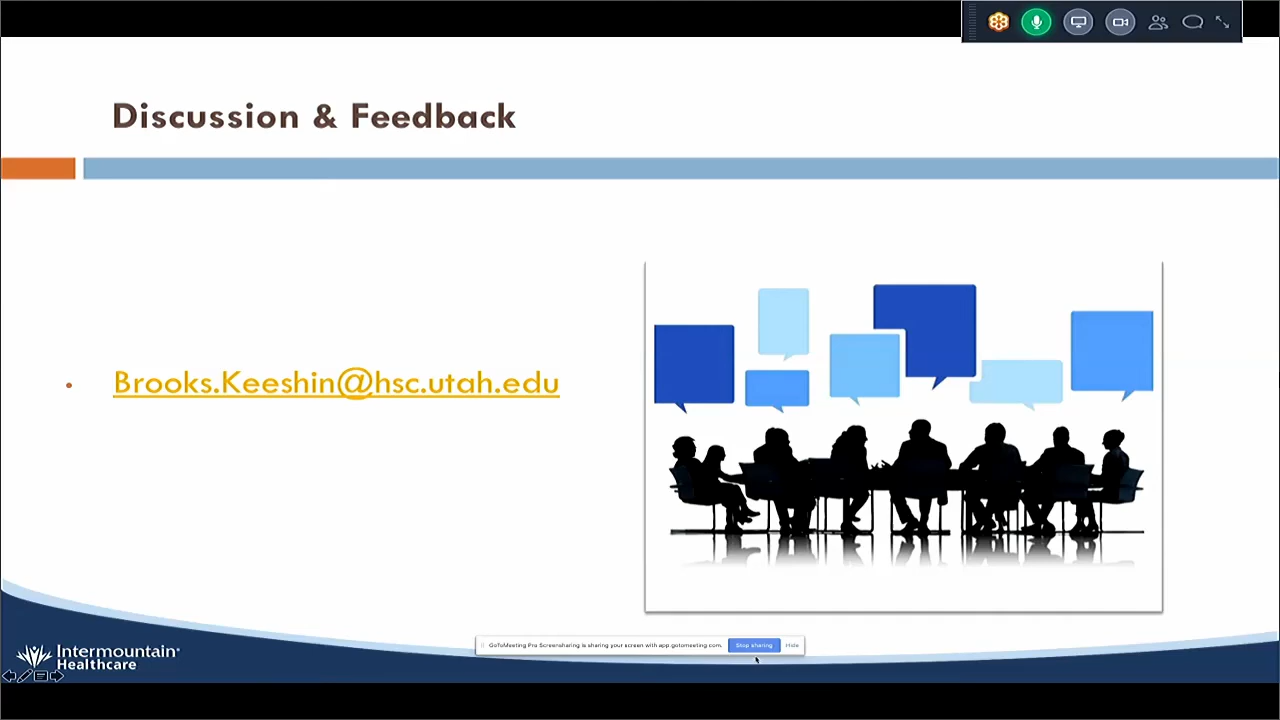 Discussion & Feedback
• Brooks.Keeshin@hsc.utah.edu
GoToMeeting Pro Screensharing is sharing your screen with app.gotomeeting.com.
Stop sharing
Hide
Intermountain®
Healthcare